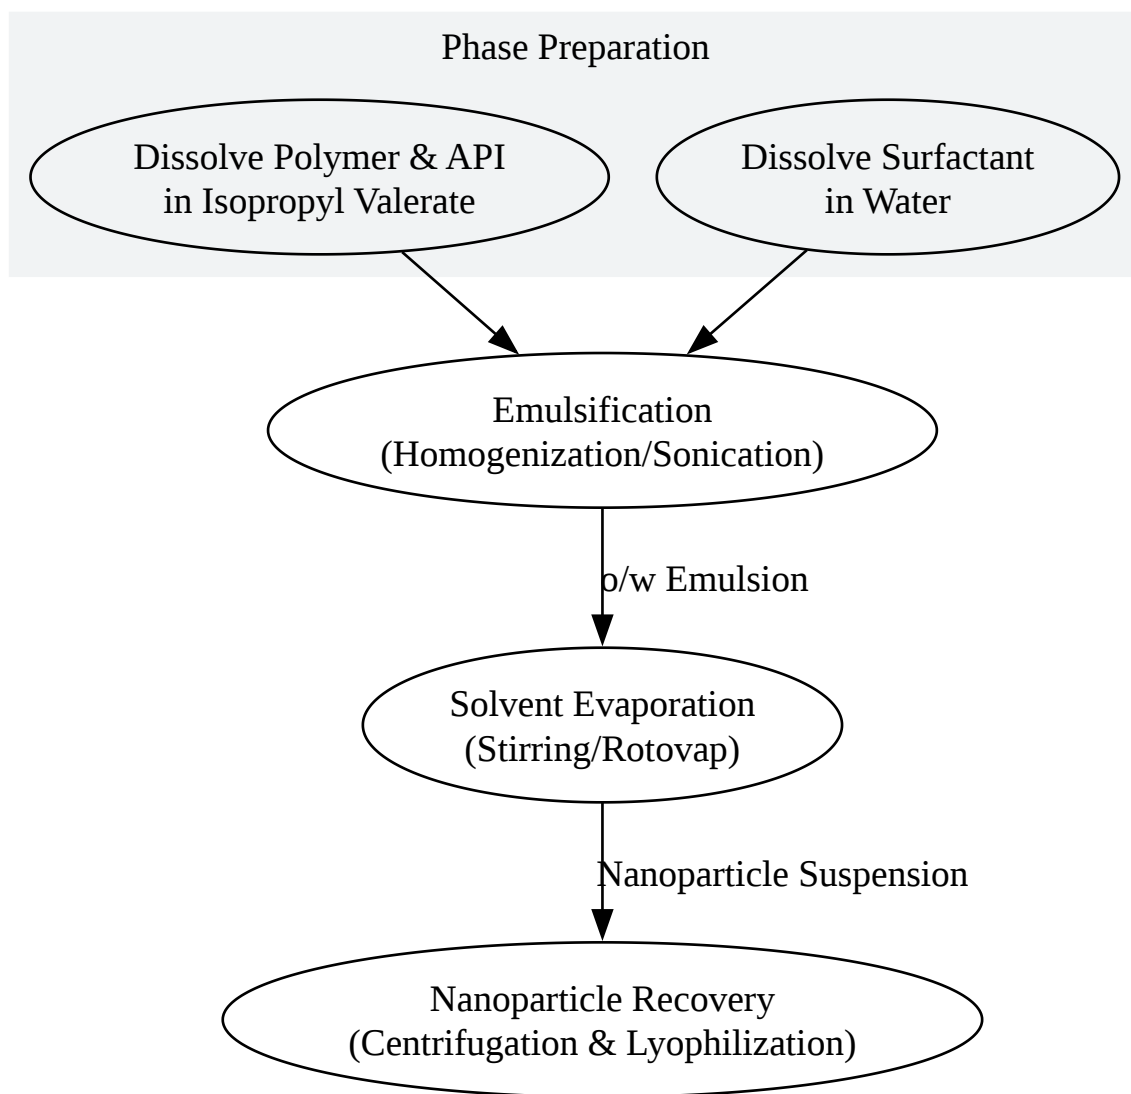 Phase Preparation
Dissolve Polymer & API
in Isopropyl Valerate
Dissolve Surfactant
in Water
Emulsification
(Homogenization/Sonication)
o/w Emulsion
Solvent Evaporation
(Stirring/Rotovap)
Nanoparticle Suspension
Nanoparticle Recovery
(Centrifugation & Lyophilization)